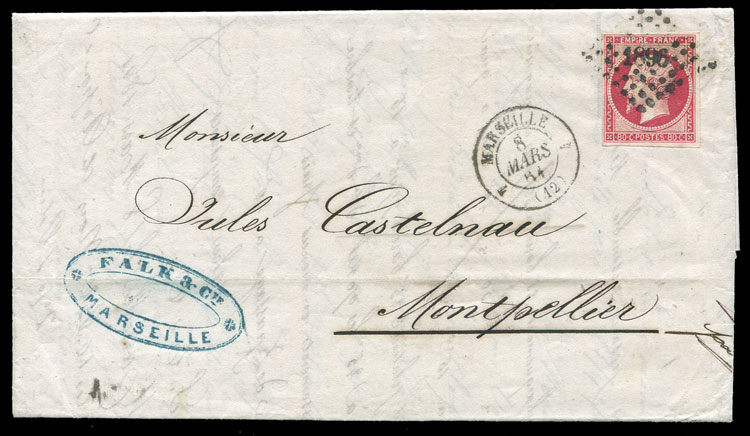 EMPIRE FRANC
1896
80·C POSTES 80·C
MARSEILLE
8
MARS
64
(12)
Monsieur
Jules Castelnau
Montpellier
FALK & CIE
MARSEILLE